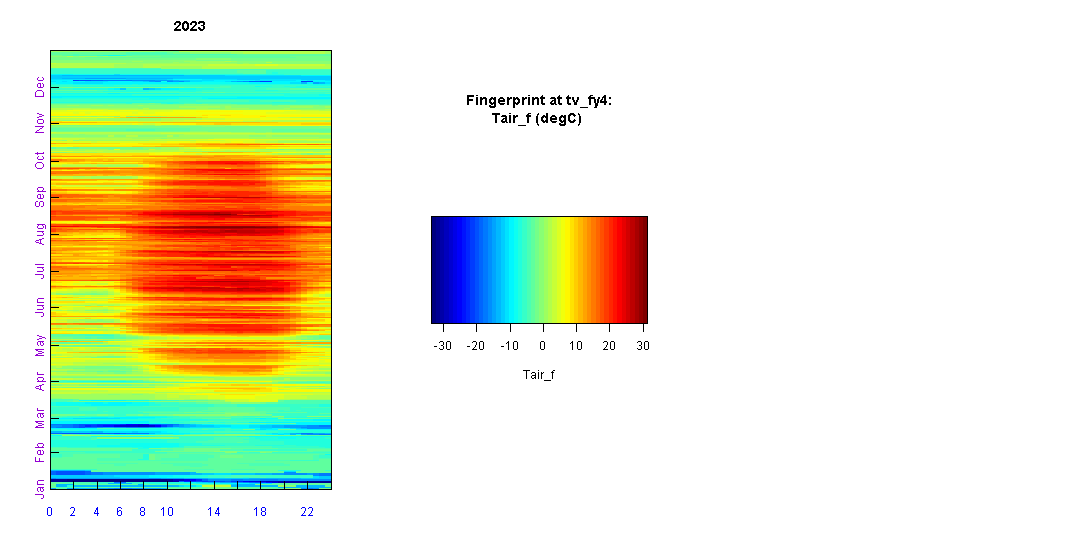 2023
Dec
Nov
Oct
Sep
Aug
Jul
Jun
May
Apr
Mar
Feb
Jan
0 2 4 6 8 10 14 18 22
Fingerprint at tv_fy4:
Tair_f (degC)
-30 -20 -10 0 10 20 30
Tair_f